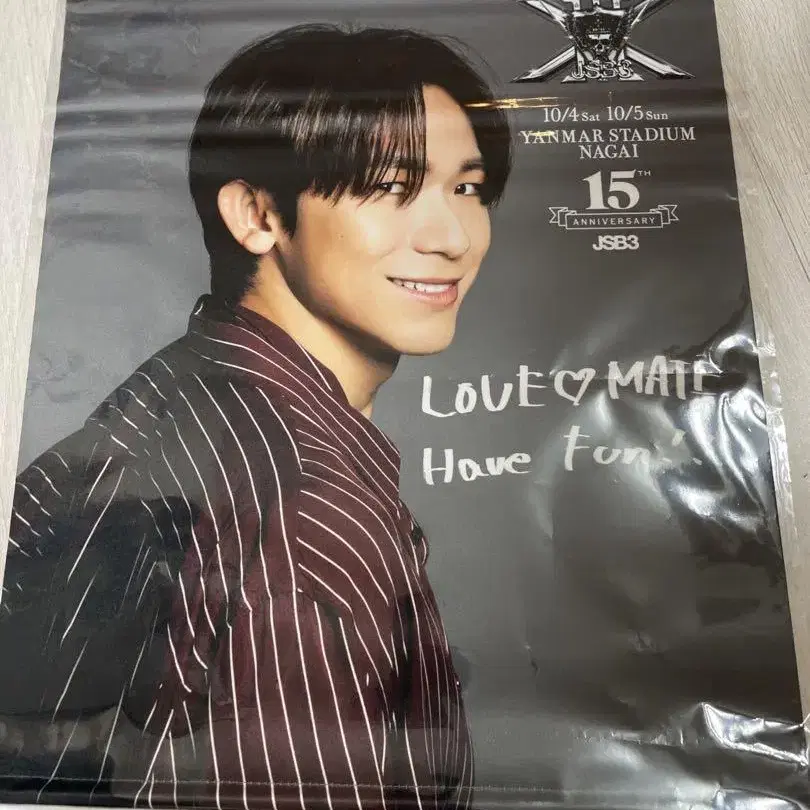 JSB3
10/4 Sat 10/5 Sun
YANMAR STADIUM
NAGAI
15TH
ANNIVERSARY
JSB3
LOVE♡MATE
Have Fun!!